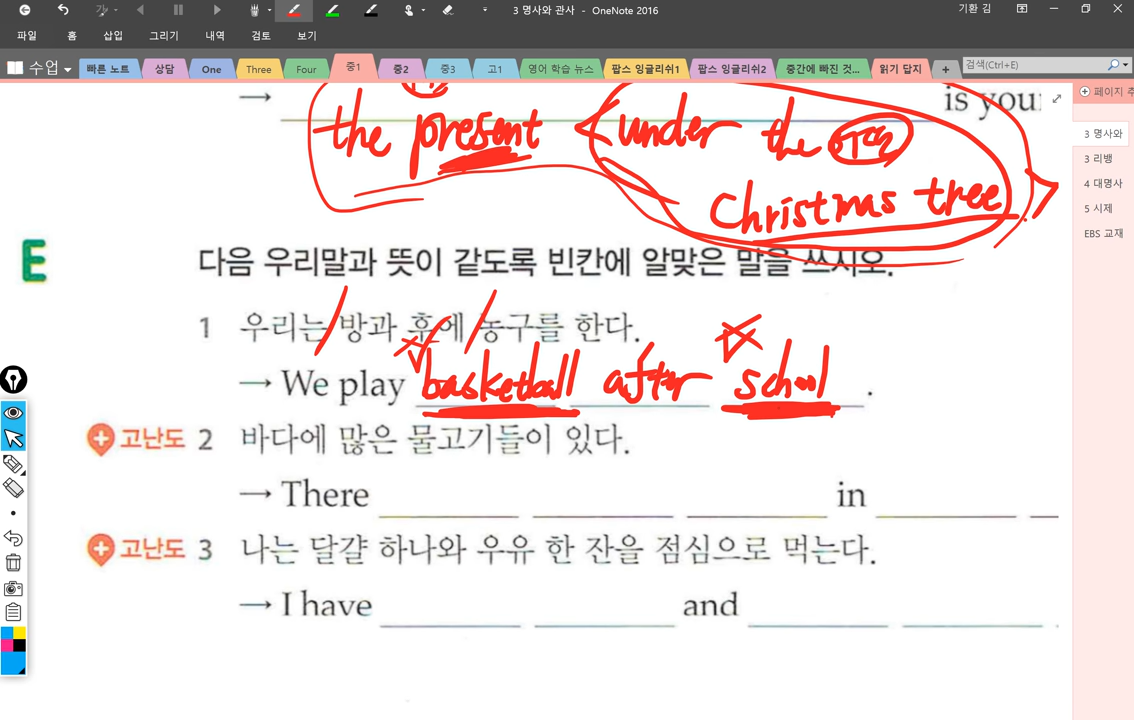 3 명사와 관사 - OneNote 2016
기환 김
파일 홈 삽입 그리기 내역 검토 보기
수업 빠른 노트 상담 One Three Four 중1 중2 중3 고1 영어 학습 뉴스 팝스 잉글리쉬1 팝스 잉글리쉬2 중간에 빠진 것... 읽기 답지 + 검색(Ctrl+E)
페이지 추
3 명사와
3 리뱅
4 대명사
5 시제
EBS 교재
→ is your
the present under the
Christmas tree
E 다음 우리말과 뜻이 같도록 빈칸에 알맞은 말을 쓰시오.
1 우리는 방과 후에 농구를 한다.
→ We play basketball after school.
고난도 2 바다에 많은 물고기들이 있다.
→ There in
고난도 3 나는 달걀 하나와 우유 한 잔을 점심으로 먹는다.
→ I have and